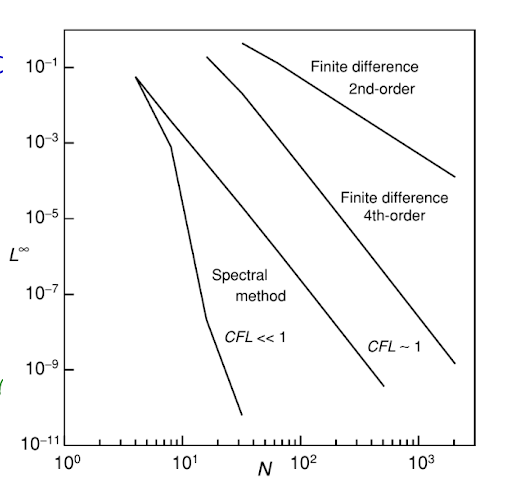 10⁻¹
Finite difference
2nd-order
10⁻³
Finite difference
4th-order
10⁻⁵
L∞
Spectral
method
10⁻⁷
CFL << 1
CFL ~ 1
10⁻⁹
10⁻¹¹
10⁰
10¹
N
10²
10³